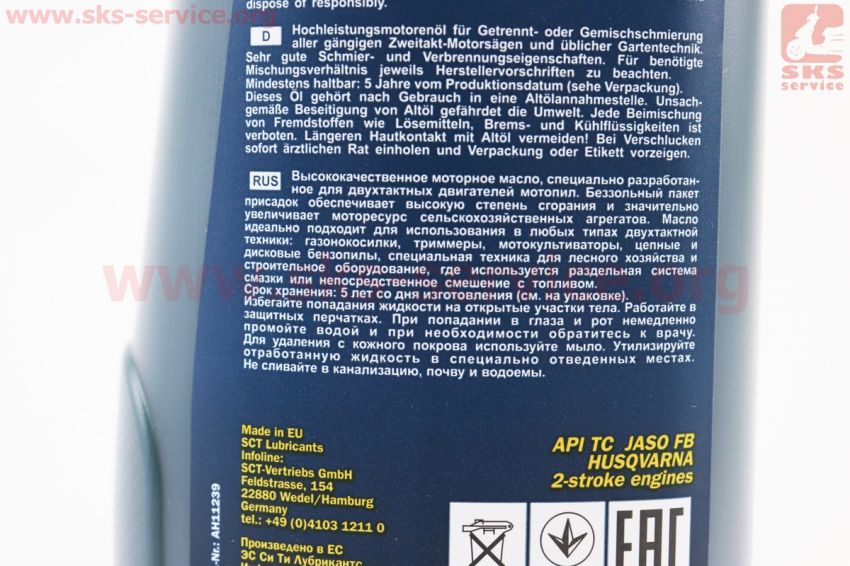 www.sks-service.org
dispose of responsibly.
D Hochleistungsmotorenöl für Getrennt- oder Gemischschmierung
aller gängigen Zweitakt-Motorsägen und üblicher Gartentechnik.
Sehr gute Schmier- und Verbrennungseigenschaften. Für benötigte
Mischungsverhältnis jeweils Herstellervorschriften zu beachten.
Mindestens haltbar: 5 Jahre vom Produktionsdatum (sehe Verpackung).
Dieses Öl gehört nach Gebrauch in eine Altölannahmestelle. Unsach-
gemäße Beseitigung von Altöl gefährdet die Umwelt. Jede Beimischung
von Fremdstoffen wie Lösemitteln, Brems- und Kühlflüssigkeiten ist
verboten. Längeren Hautkontakt mit Altöl vermeiden! Bei Verschlucken
sofort ärztlichen Rat einholen und Verpackung oder Etikett vorzeigen.
RUS Высококачественное моторное масло, специально разработан-
ное для двухтактных двигателей мотопил. Беззольный пакет
присадок обеспечивает высокую степень сгорания и значительно
увеличивает моторесурс сельскохозяйственных агрегатов. Масло
идеально подходит для использования в любых типах двухтактной
техники: газонокосилки, триммеры, мотокультиваторы, цепные и
дисковые бензопилы, специальная техника для лесного хозяйства и
строительное оборудование, где используется раздельная система
смазки или непосредственное смешение с топливом.
Срок хранения: 5 лет со дня изготовления (см. на упаковке).
Избегайте попадания жидкости на открытые участки тела. Работайте в
защитных перчатках. При попадании в глаза и рот немедленно
промойте водой и при необходимости обратитесь к врачу.
Для удаления с кожного покрова используйте мыло. Утилизируйте
отработанную жидкость в специально отведенных местах.
Не сливайте в канализацию, почву и водоемы.
Made in EU
SCT Lubricants
Infoline:
SCT-Vertriebs GmbH
Feldstrasse, 154
22880 Wedel/Hamburg
Germany
tel.: +49 (0)4103 1211 0
Произведено в ЕС
ЭС Си Ти Лубрикантс
API TC JASO FB
HUSQVARNA
2-stroke engines
EAC
-Nr.: AH11239
SKS
service
www.sks-service.org